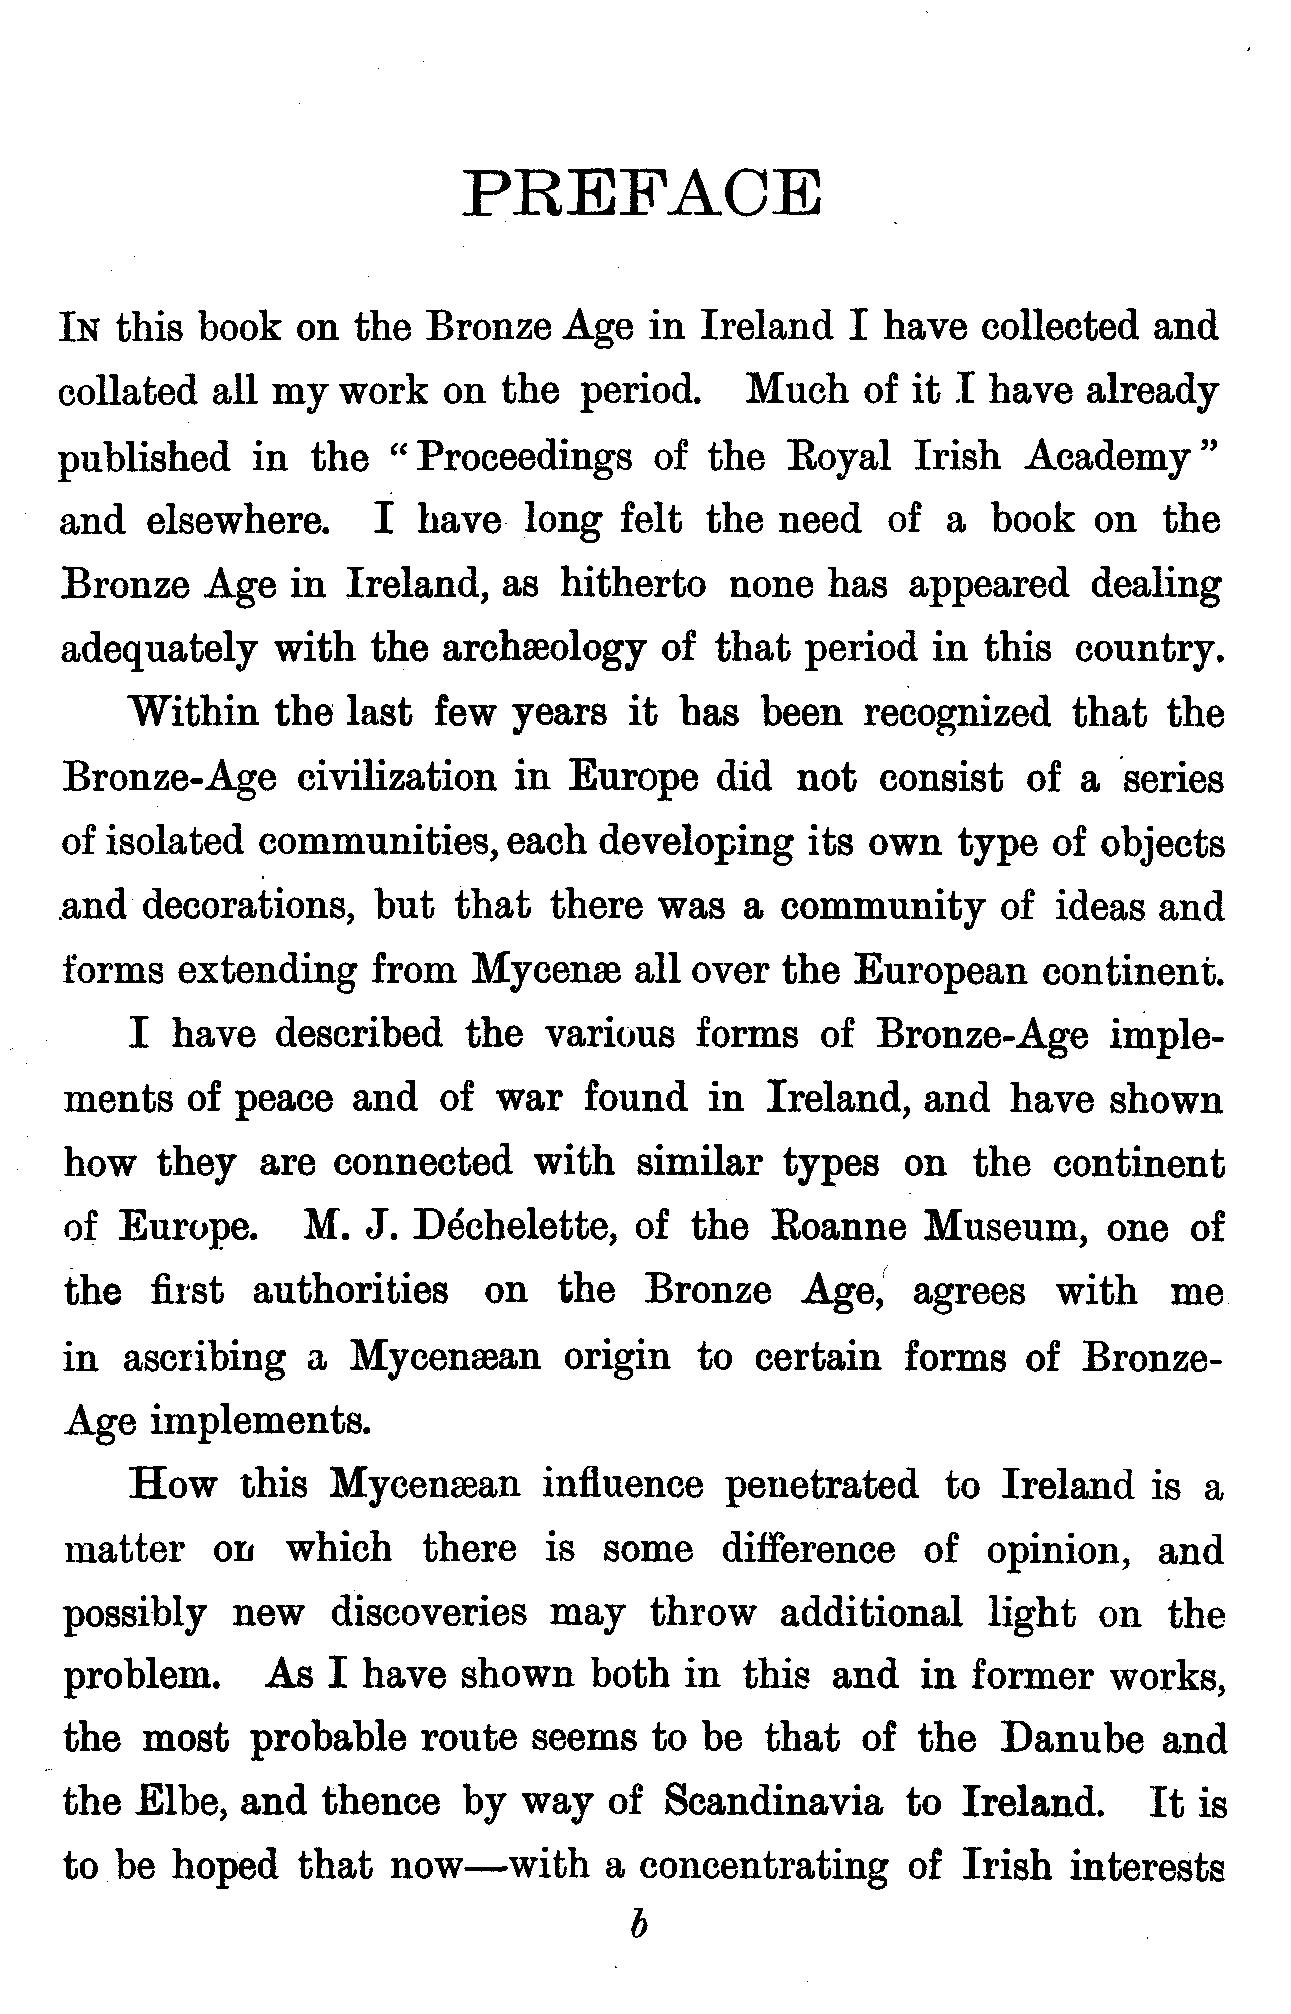 PREFACE
In this book on the Bronze Age in Ireland I have collected and
collated all my work on the period. Much of it I have already
published in the “Proceedings of the Royal Irish Academy”
and elsewhere. I have long felt the need of a book on the
Bronze Age in Ireland, as hitherto none has appeared dealing
adequately with the archæology of that period in this country.
Within the last few years it has been recognized that the
Bronze-Age civilization in Europe did not consist of a series
of isolated communities, each developing its own type of objects
and decorations, but that there was a community of ideas and
forms extending from Mycenæ all over the European continent.
I have described the various forms of Bronze-Age imple-
ments of peace and of war found in Ireland, and have shown
how they are connected with similar types on the continent
of Europe. M. J. Déchelette, of the Roanne Museum, one of
the first authorities on the Bronze Age, agrees with me
in ascribing a Mycenæan origin to certain forms of Bronze-
Age implements.
How this Mycenæan influence penetrated to Ireland is a
matter on which there is some difference of opinion, and
possibly new discoveries may throw additional light on the
problem. As I have shown both in this and in former works,
the most probable route seems to be that of the Danube and
the Elbe, and thence by way of Scandinavia to Ireland. It is
to be hoped that now—with a concentrating of Irish interests
b